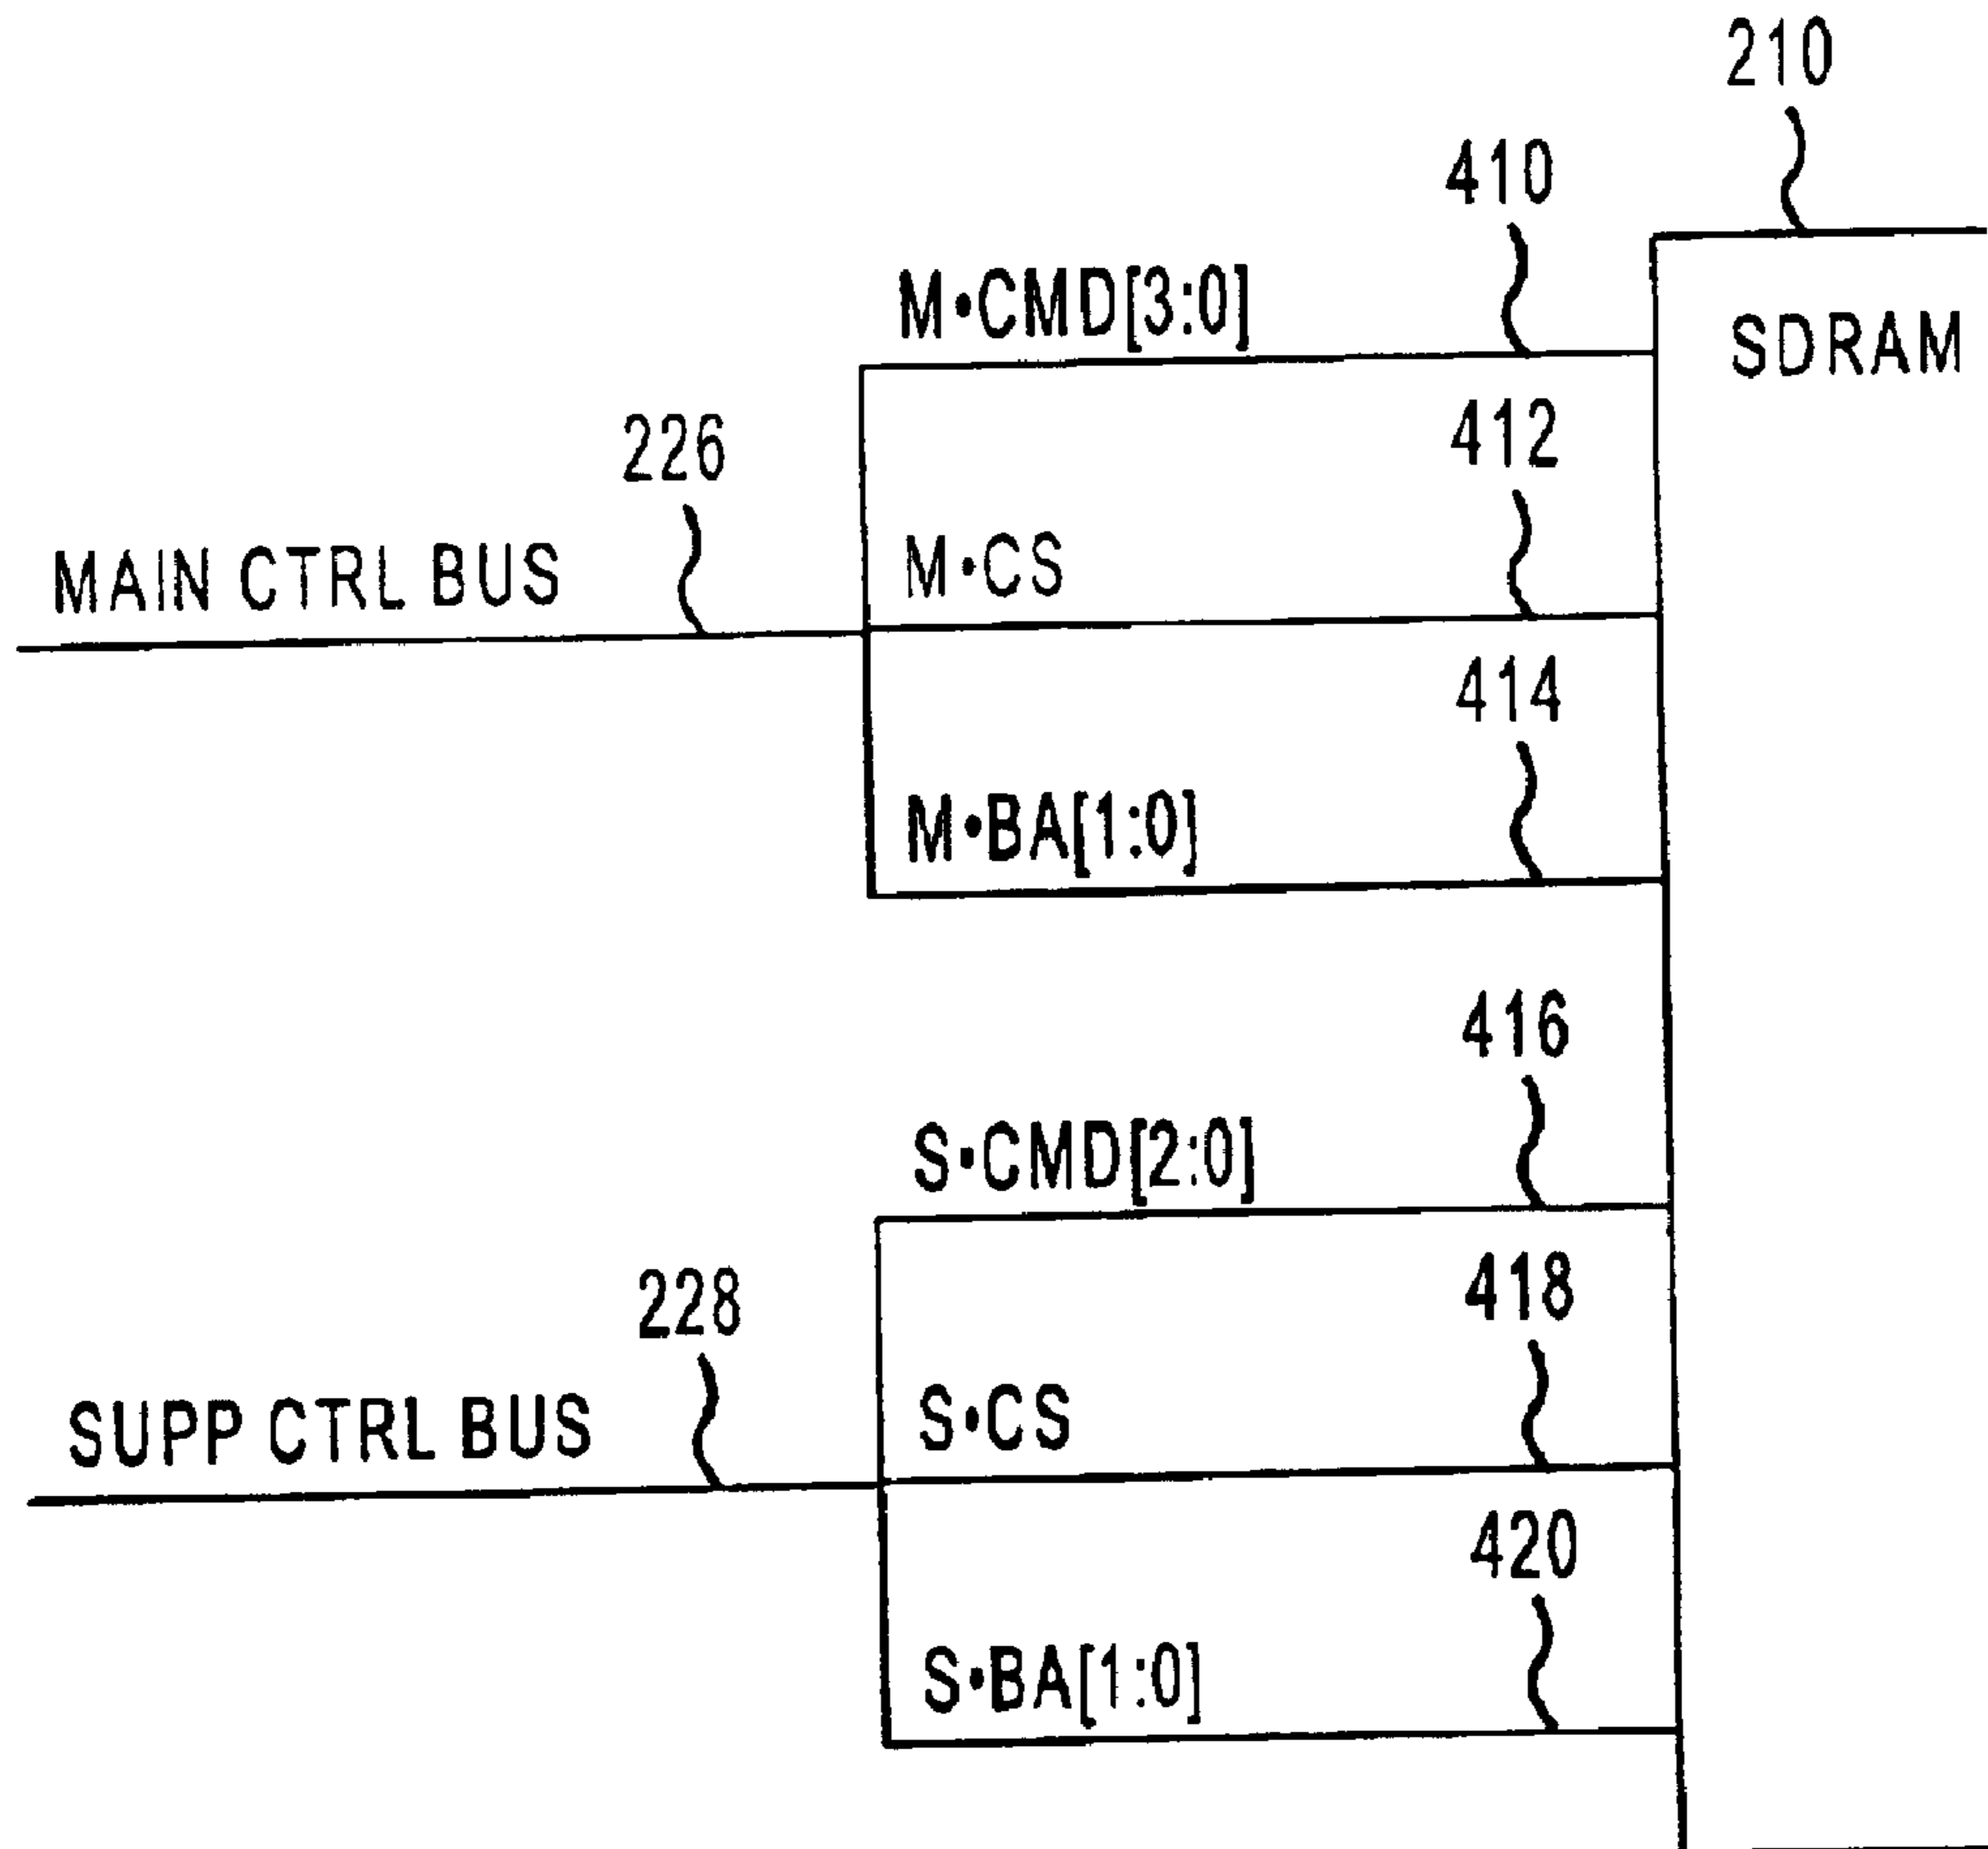 210
410
M•CMD[3:0]
SDRAM
412
226
M•CS
MAIN CTRL BUS
414
M•BA[1:0]
416
S•CMD[2:0]
418
228
S•CS
SUPP CTRL BUS
420
S•BA[1:0]